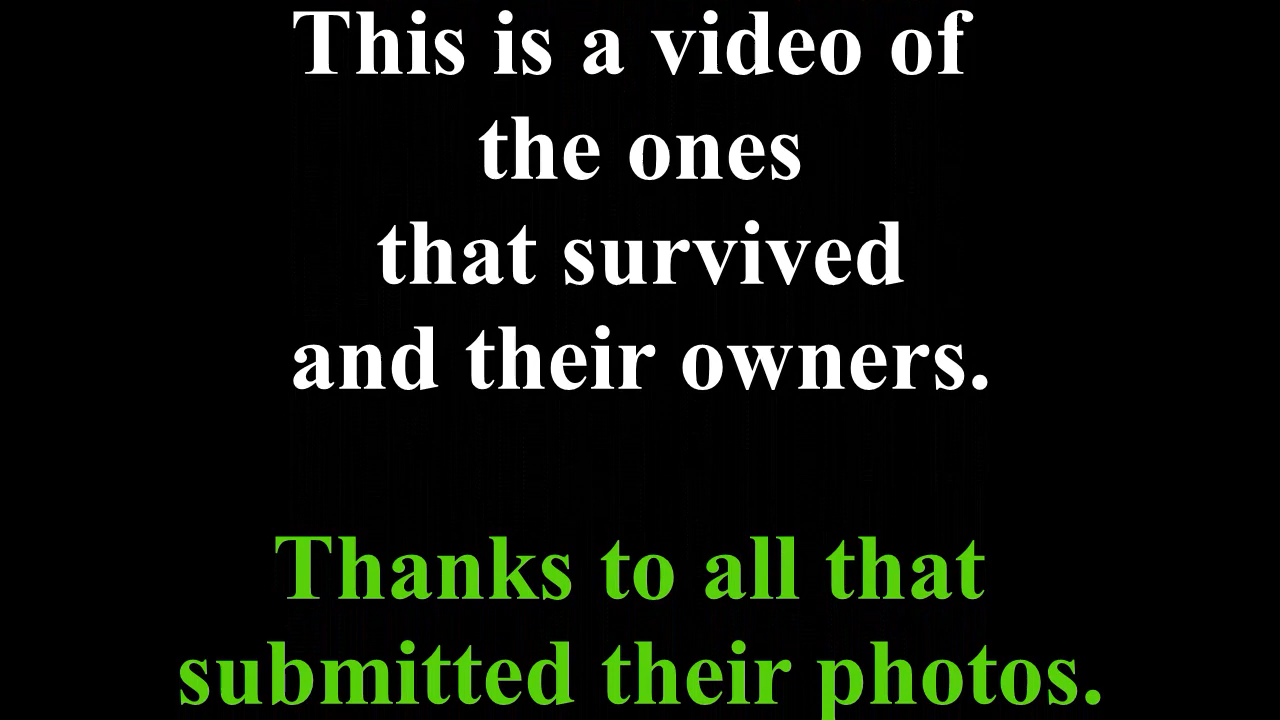 This is a video of
the ones
that survived
and their owners.
Thanks to all that
submitted their photos.